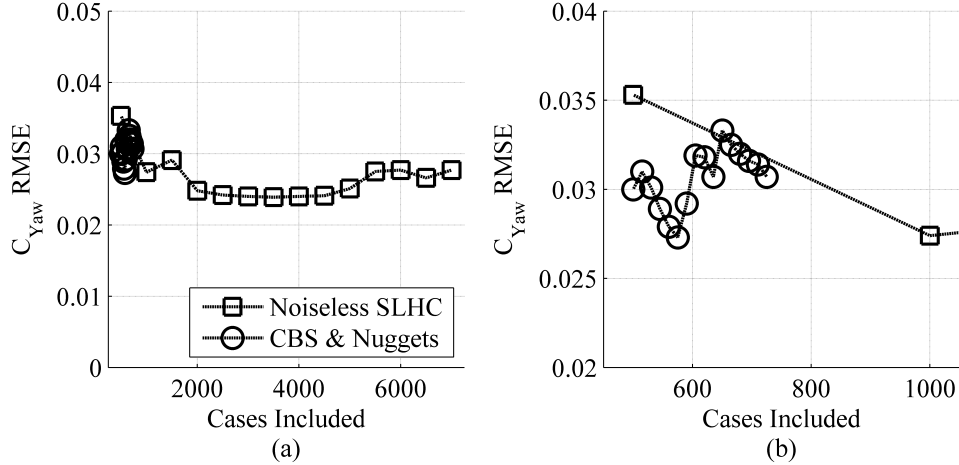 0.05
0.04
0.03
0.02
0.01
0
C_Yaw RMSE
2000 4000 6000
Cases Included
(a)
Noiseless SLHC
CBS & Nuggets
0.04
0.035
0.03
0.025
0.02
C_Yaw RMSE
600 800 1000
Cases Included
(b)